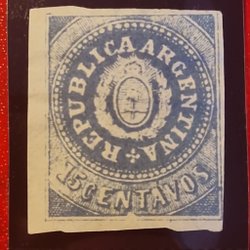 REPUBLICA ARGENTINA
15 CENTAVOS